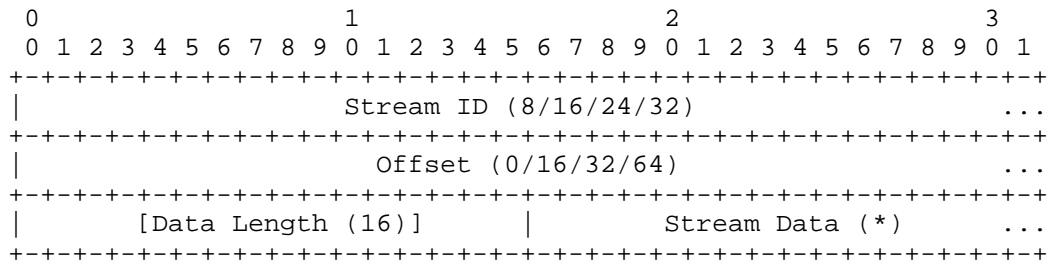 0                   1                   2                   3
 0 1 2 3 4 5 6 7 8 9 0 1 2 3 4 5 6 7 8 9 0 1 2 3 4 5 6 7 8 9 0 1
+-+-+-+-+-+-+-+-+-+-+-+-+-+-+-+-+-+-+-+-+-+-+-+-+-+-+-+-+-+-+-+-+
|                    Stream ID (8/16/24/32)                   ...
+-+-+-+-+-+-+-+-+-+-+-+-+-+-+-+-+-+-+-+-+-+-+-+-+-+-+-+-+-+-+-+-+
|                      Offset (0/16/32/64)                    ...
+-+-+-+-+-+-+-+-+-+-+-+-+-+-+-+-+-+-+-+-+-+-+-+-+-+-+-+-+-+-+-+-+
|       [Data Length (16)]      |        Stream Data (*)      ...
+-+-+-+-+-+-+-+-+-+-+-+-+-+-+-+-+-+-+-+-+-+-+-+-+-+-+-+-+-+-+-+-+